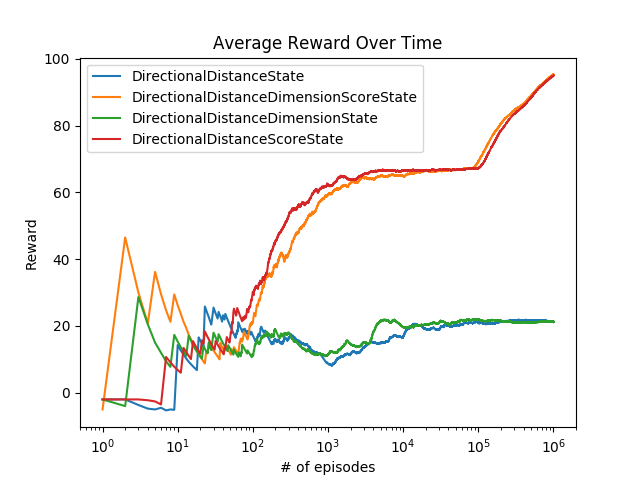 Average Reward Over Time
DirectionalDistanceState
DirectionalDistanceDimensionScoreState
DirectionalDistanceDimensionState
DirectionalDistanceScoreState
Reward
100
80
60
40
20
0
10⁰ 10¹ 10² 10³ 10⁴ 10⁵ 10⁶
# of episodes